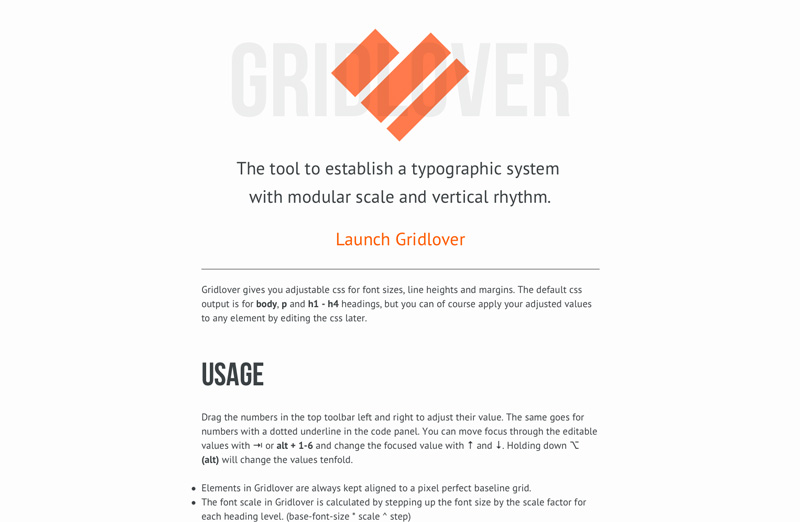 GRIDLOVER
The tool to establish a typographic system
with modular scale and vertical rhythm.
Launch Gridlover
Gridlover gives you adjustable css for font sizes, line heights and margins. The default css
output is for body, p and h1 - h4 headings, but you can of course apply your adjusted values
to any element by editing the css later.
USAGE
Drag the numbers in the top toolbar left and right to adjust their value. The same goes for
numbers with a dotted underline in the code panel. You can move focus through the editable
values with ⇥ or alt + 1-6 and change the focused value with ↑ and ↓. Holding down ⌥
(alt) will change the values tenfold.
• Elements in Gridlover are always kept aligned to a pixel perfect baseline grid.
• The font scale in Gridlover is calculated by stepping up the font size by the scale factor for
each heading level. (base-font-size * scale ^ step)